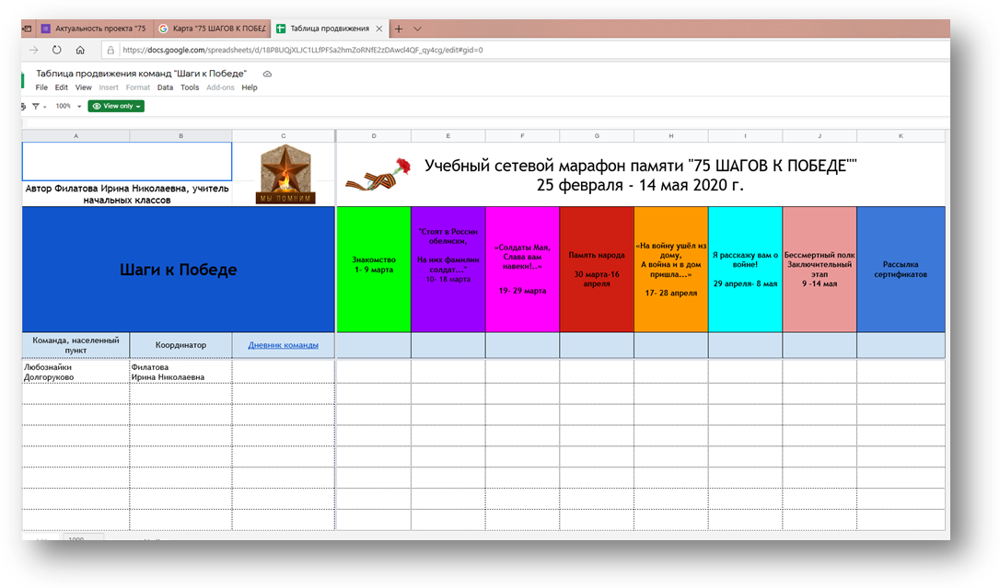 Актуальность проекта "75
Карта "75 ШАГОВ К ПОБЕД
Таблица продвижения
https://docs.google.com/spreadsheets/d/18P8UQjXLJC1LLfPFSa2hmZoRNfE2zDAwcl4QF_qy4cg/edit#gid=0
Таблица продвижения команд "Шаги к Победе"
File Edit View Insert Format Data Tools Add-ons Help
100% View only
A B C D E F G H I J K
МЫ ПОМНИМ
Автор Филатова Ирина Николаевна, учитель
начальных классов
Учебный сетевой марафон памяти "75 ШАГОВ К ПОБЕДЕ""
25 февраля - 14 мая 2020 г.
Шаги к Победе
Знакомство
1- 9 марта
"Стоят в России
обелиски,
На них фамилии
солдат..."
10- 18 марта
«Солдаты Мая,
Слава вам
навеки!..»
19- 29 марта
Память народа
30 марта-16
апреля
«На войну ушёл из
дому,
А война и в дом
пришла...»
17- 28 апреля
Я расскажу вам о
войне!
29 апреля- 8 мая
Бессмертный полк
Заключительный
этап
9 -14 мая
Рассылка
сертификатов
Команда, населенный
пункт
Координатор
Дневник команды
Любознайки
Долгоруково
Филатова
Ирина Николаевна